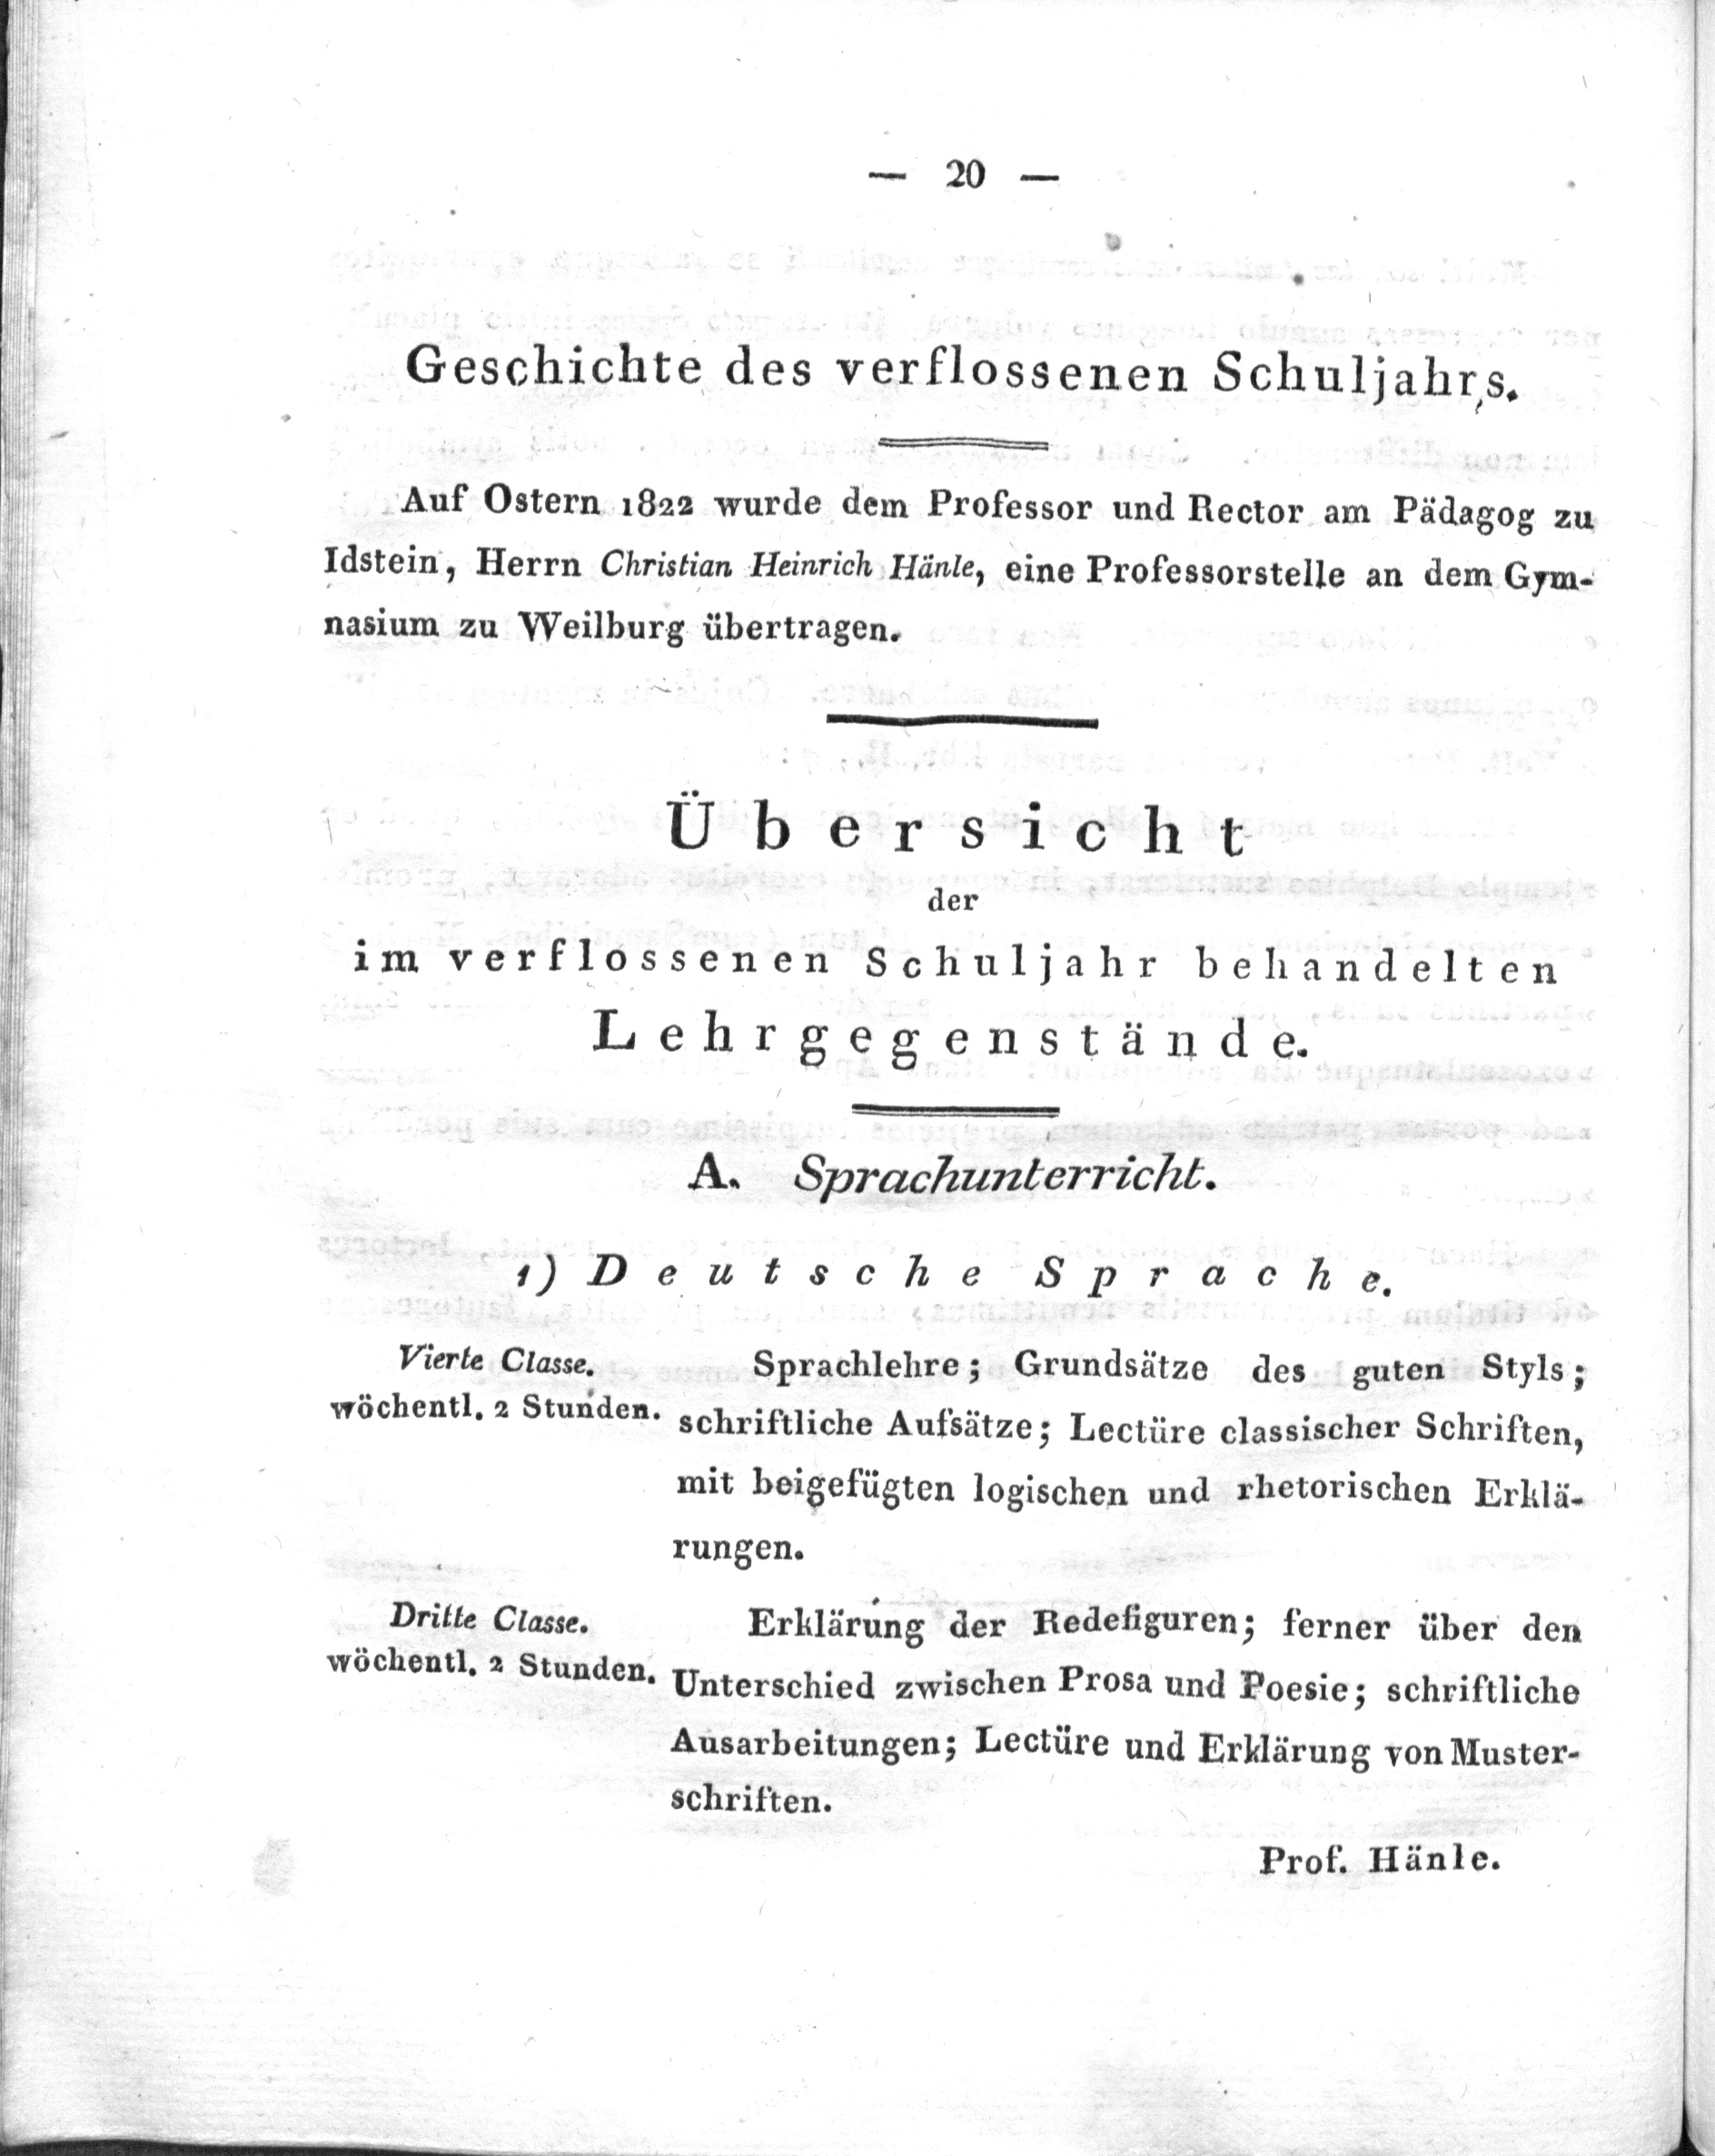 — 20 —
Geschichte des verflossenen Schuljahrs.
Auf Ostern 1822 wurde dem Professor und Rector am Pädagog zu
Idstein, Herrn Christian Heinrich Hänle, eine Professorstelle an dem Gym-
nasium zu Weilburg übertragen.
Übersicht
der
im verflossenen Schuljahr behandelten
Lehrgegenstände.
A. Sprachunterricht.
1) Deutsche Sprache.
Vierte Classe.
wöchentl. 2 Stunden.
Sprachlehre; Grundsätze des guten Styls;
schriftliche Aufsätze; Lectüre classischer Schriften,
mit beigefügten logischen und rhetorischen Erklä-
rungen.
Dritte Classe.
wöchentl. 2 Stunden.
Erklärung der Redefiguren; ferner über den
Unterschied zwischen Prosa und Poesie; schriftliche
Ausarbeitungen; Lectüre und Erklärung von Muster-
schriften.
Prof. Hänle.